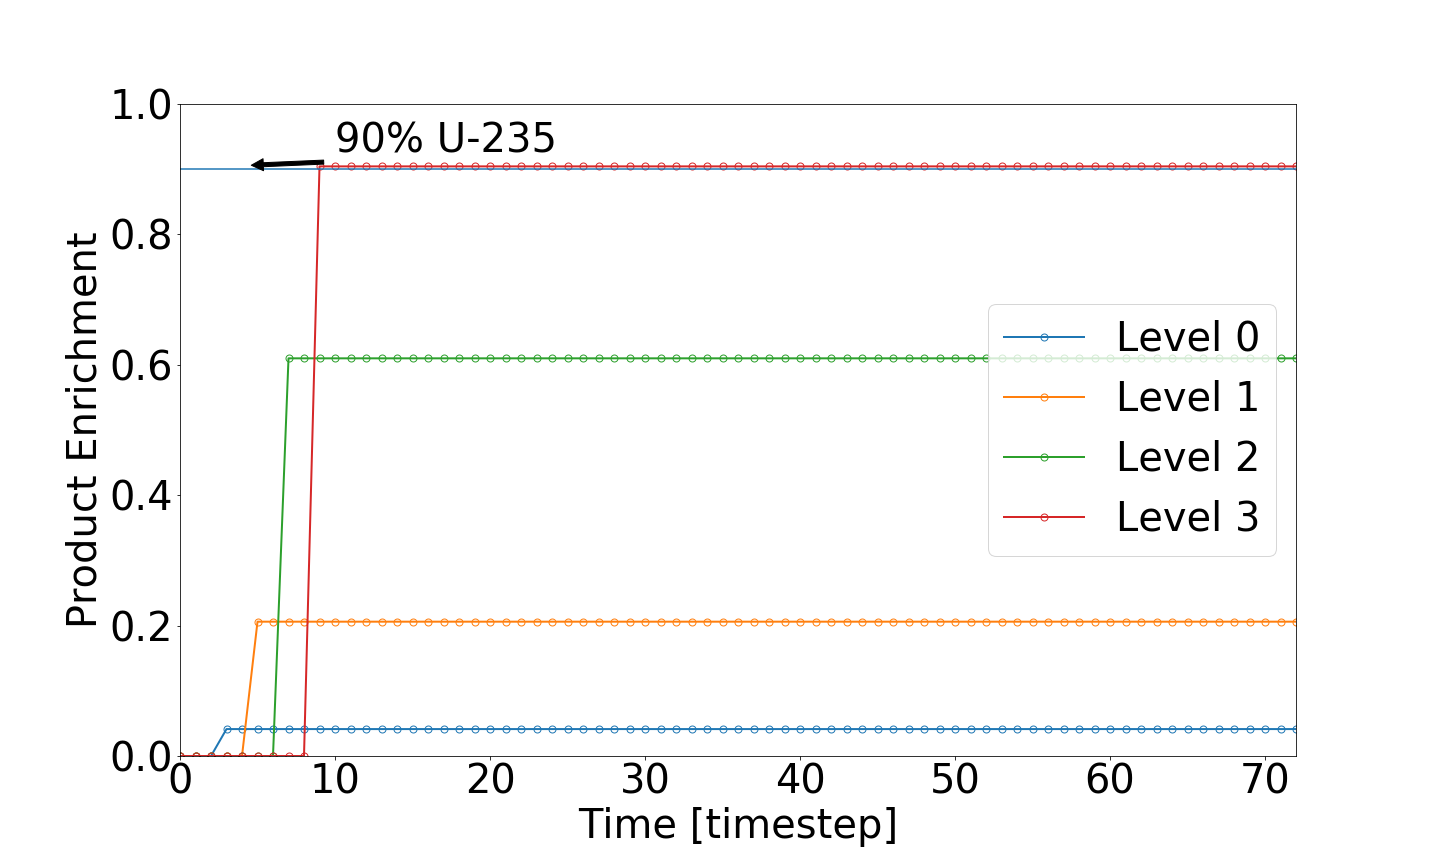 1.0
90% U-235
0.8
0.6
0.4
0.2
0.0
Product Enrichment
Level 0
Level 1
Level 2
Level 3
0 10 20 30 40 50 60 70
Time [timestep]